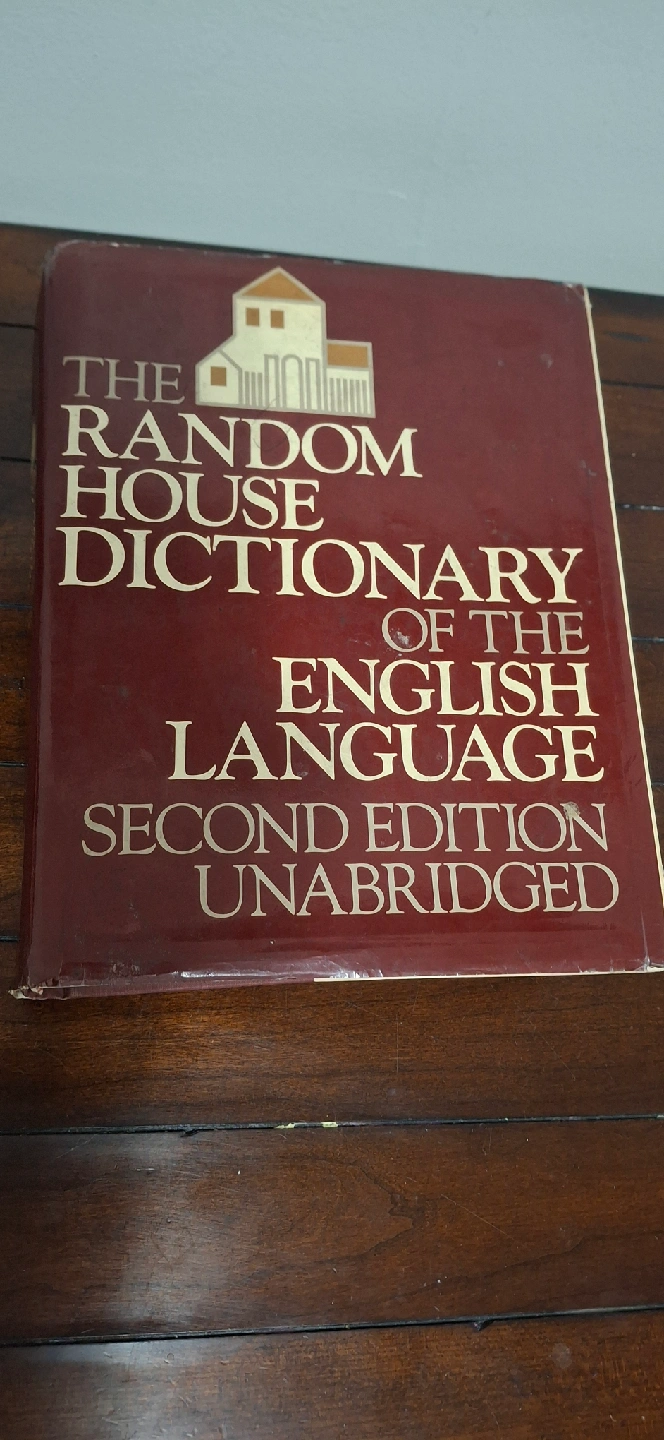 THE
RANDOM
HOUSE
DICTIONARY
OF THE
ENGLISH
LANGUAGE
SECOND EDITION
UNABRIDGED